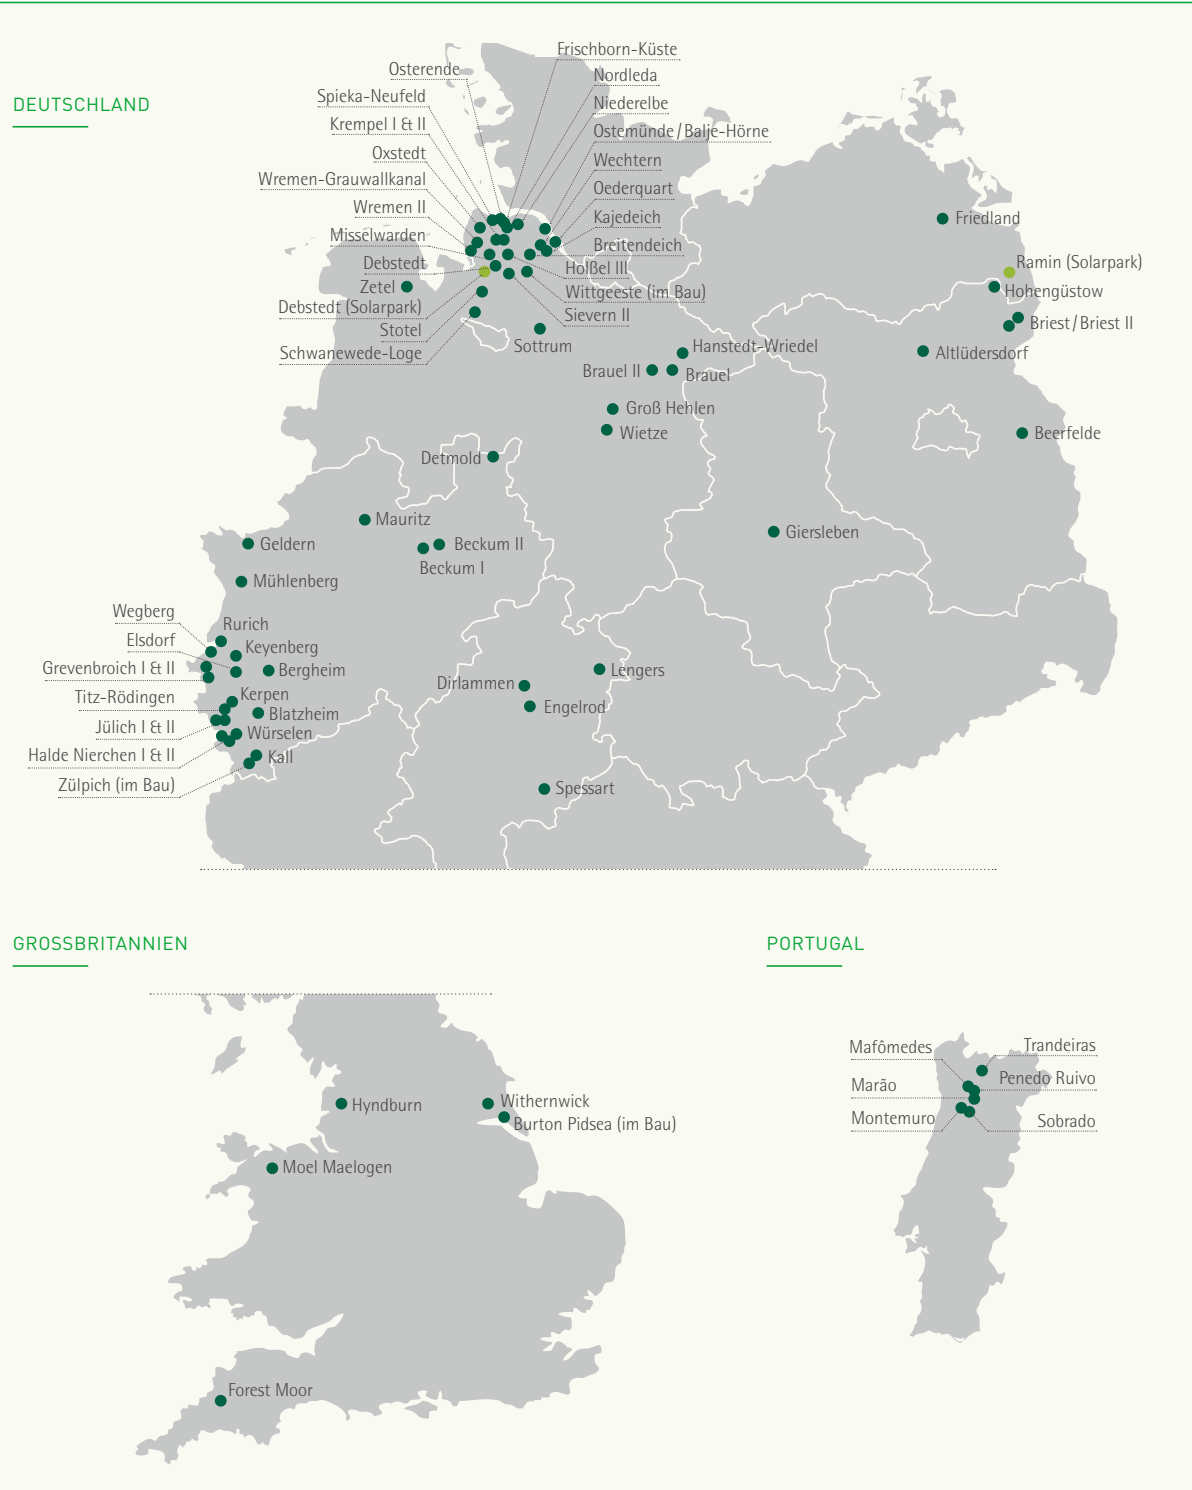 DEUTSCHLAND
Osterende
Spieka-Neufeld
Krempel I & II
Oxstedt
Wremen-Grauwallkanal
Wremen II
Misselwarden
Debstedt
Zetel
Debstedt (Solarpark)
Stotel
Schwanewede-Loge
Frischborn-Küste
Nordleda
Niederelbe
Ostemünde / Balje-Hörne
Wechtern
Oederquart
Kajedeich
Breitendeich
Holßel III
Wittgeeste (im Bau)
Sievern II
Sottrum
Friedland
Ramin (Solarpark)
Hohengüstow
Briest / Briest II
Altlüdersdorf
Hanstedt-Wriedel
Brauel II
Brauel
Groß Hehlen
Wietze
Beerfelde
Detmold
Mauritz
Giersleben
Geldern
Beckum II
Beckum I
Mühlenberg
Wegberg
Rurich
Elsdorf
Keyenberg
Grevenbroich I & II
Bergheim
Titz-Rödingen
Kerpen
Blatzheim
Jülich I & II
Würselen
Halde Nierchen I & II
Kall
Zülpich (im Bau)
Lengers
Dirlammen
Engelrod
Spessart
GROSSBRITANNIEN
Hyndburn
Withernwick
Burton Pidsea (im Bau)
Moel Maelogen
Forest Moor
PORTUGAL
Mafômedes
Trandeiras
Marão
Penedo Ruivo
Montemuro
Sobrado